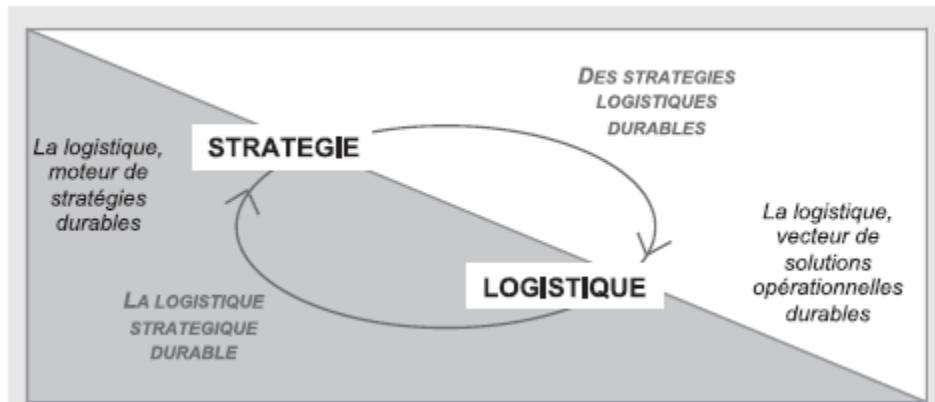 DES STRATEGIES
LOGISTIQUES
DURABLES
STRATEGIE
La logistique,
moteur de
stratégies
durables
La logistique,
vecteur de
solutions
opérationnelles
durables
LOGISTIQUE
LA LOGISTIQUE
STRATEGIQUE
DURABLE